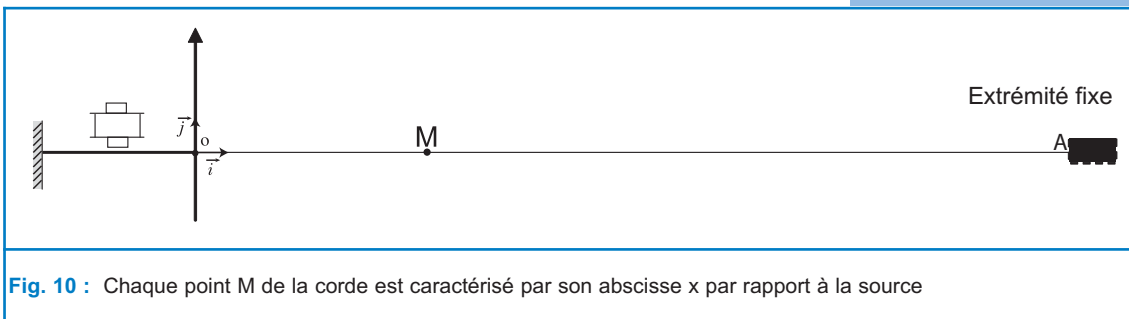 Extrémité fixe
j
o
M
A
i
Fig. 10 : Chaque point M de la corde est caractérisé par son abscisse x par rapport à la source